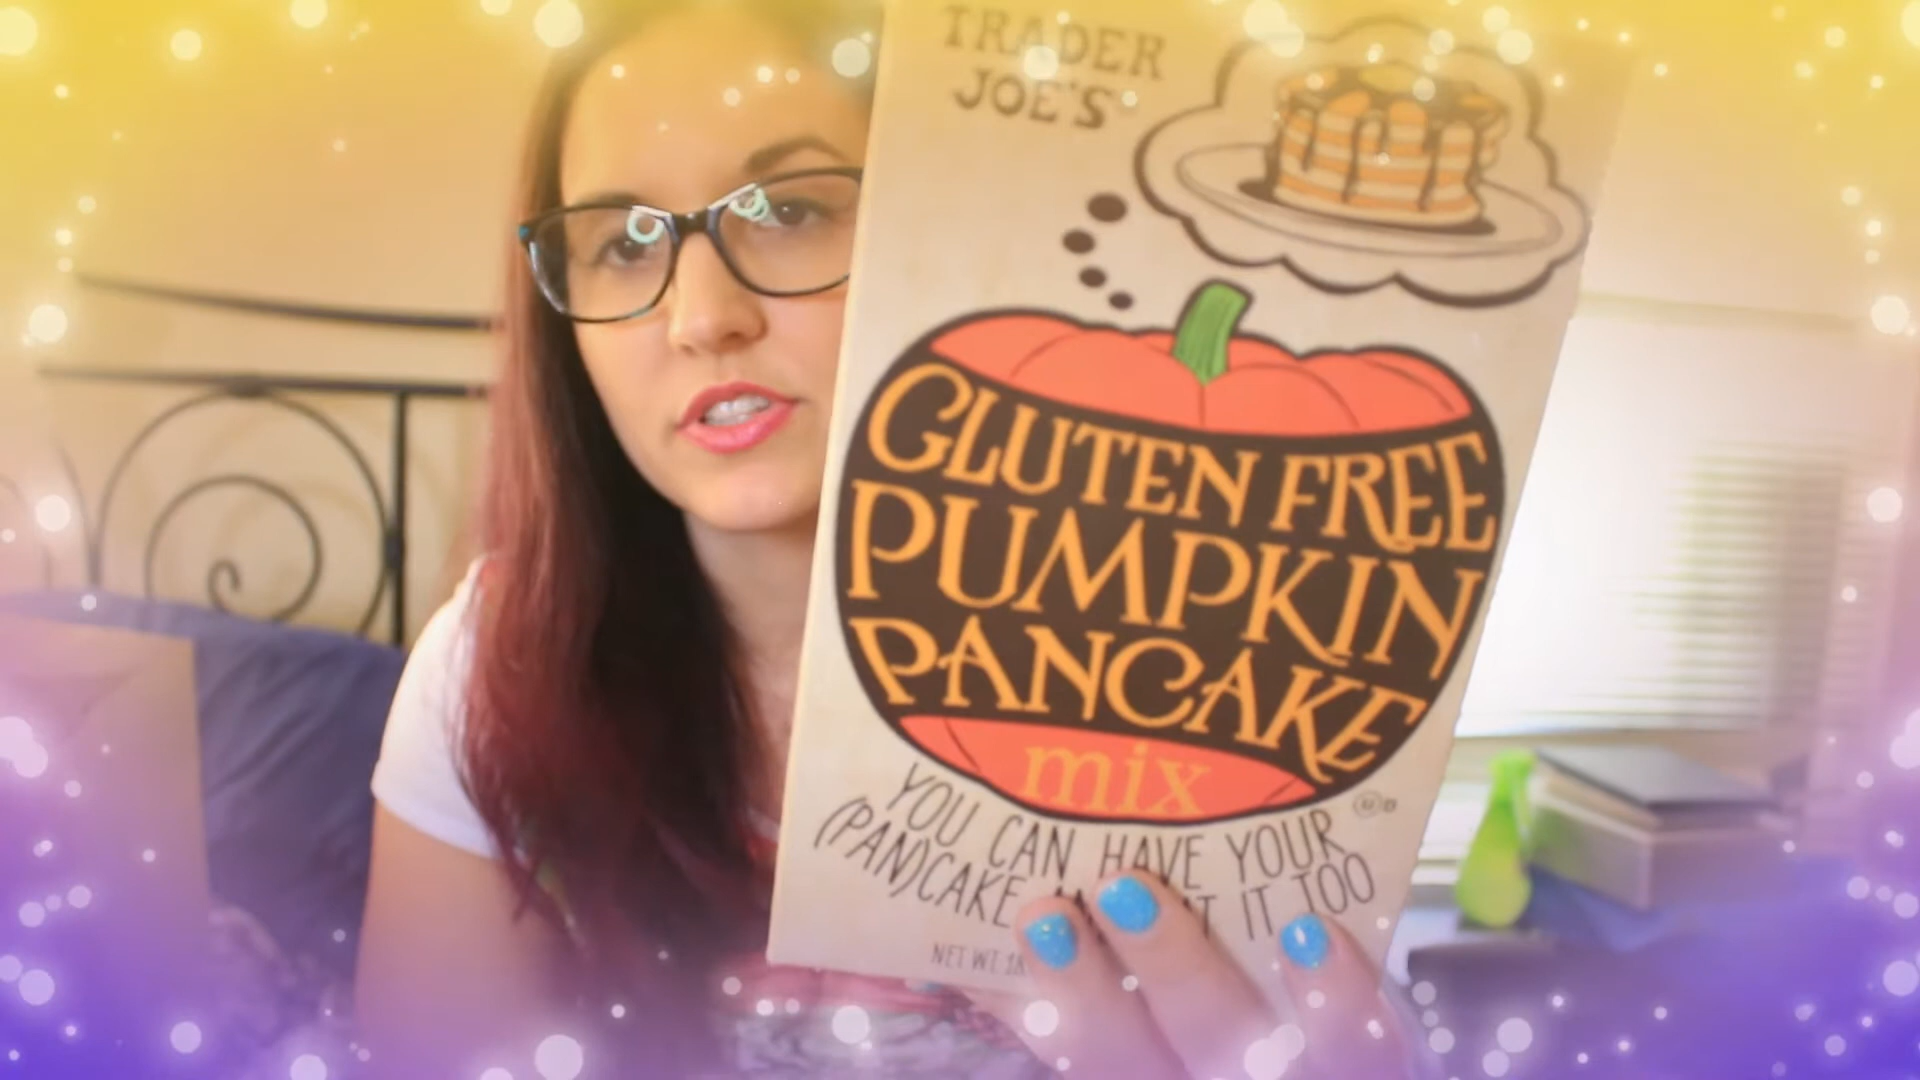 TRADER
JOE'S
GLUTEN FREE
PUMPKIN
PANCAKE
mix
YOU CAN HAVE YOUR
(PAN)CAKE IT TOO
NET WT.